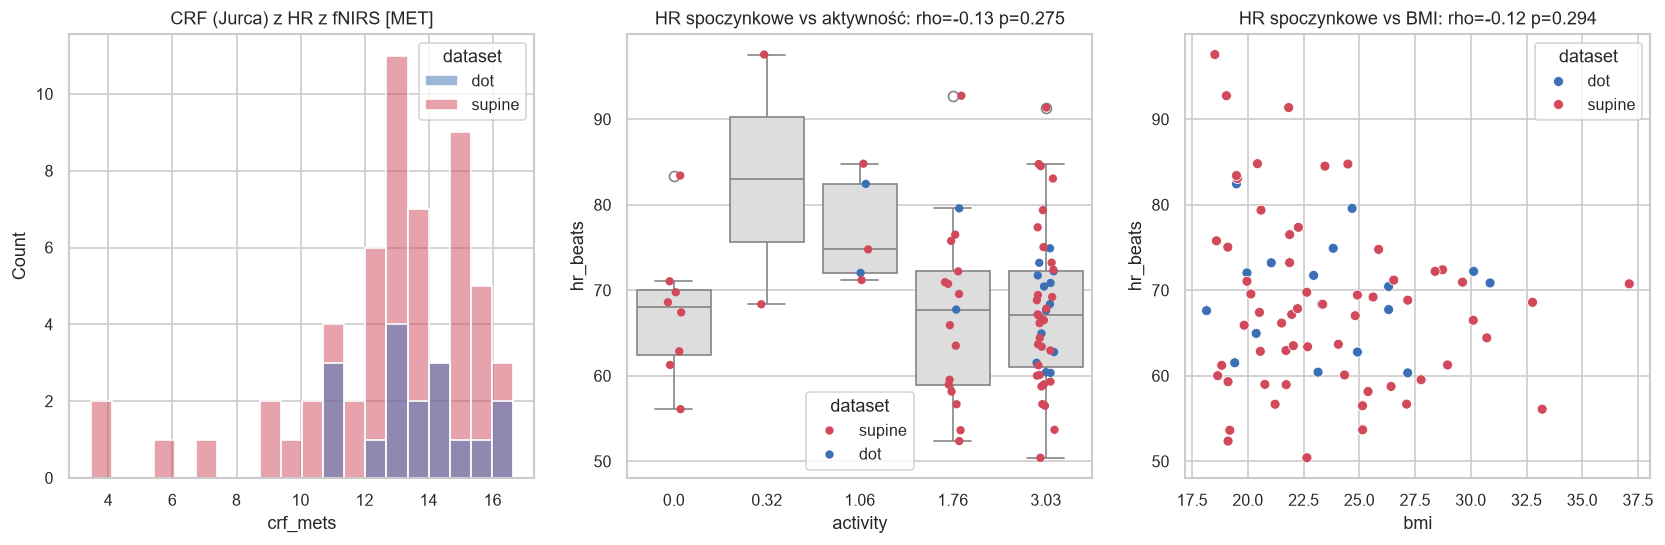 CRF (Jurca) z HR z fNIRS [MET]
dataset
dot
supine
10
8
6
4
2
0
Count
4
6
8
10
12
14
16
crf_mets
HR spoczynkowe vs aktywność: rho=-0.13 p=0.275
90
80
70
60
50
hr_beats
dataset
supine
dot
0.0
0.32
1.06
1.76
3.03
activity
HR spoczynkowe vs BMI: rho=-0.12 p=0.294
dataset
dot
supine
90
80
70
60
50
hr_beats
17.5
20.0
22.5
25.0
27.5
30.0
32.5
35.0
37.5
bmi